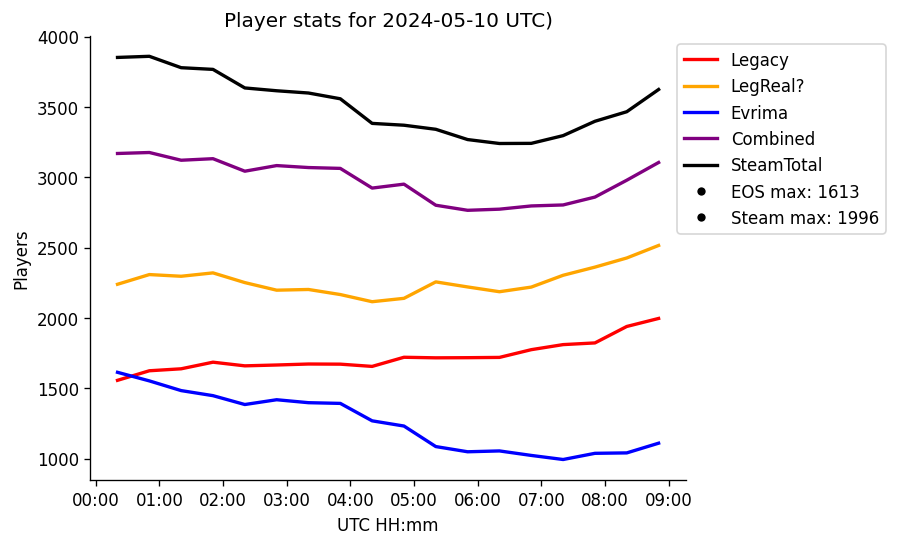 Player stats for 2024-05-10 UTC)
4000
3500
3000
2500
2000
1500
1000
Players
00:00 01:00 02:00 03:00 04:00 05:00 06:00 07:00 08:00 09:00
UTC HH:mm
Legacy
LegReal?
Evrima
Combined
SteamTotal
EOS max: 1613
Steam max: 1996